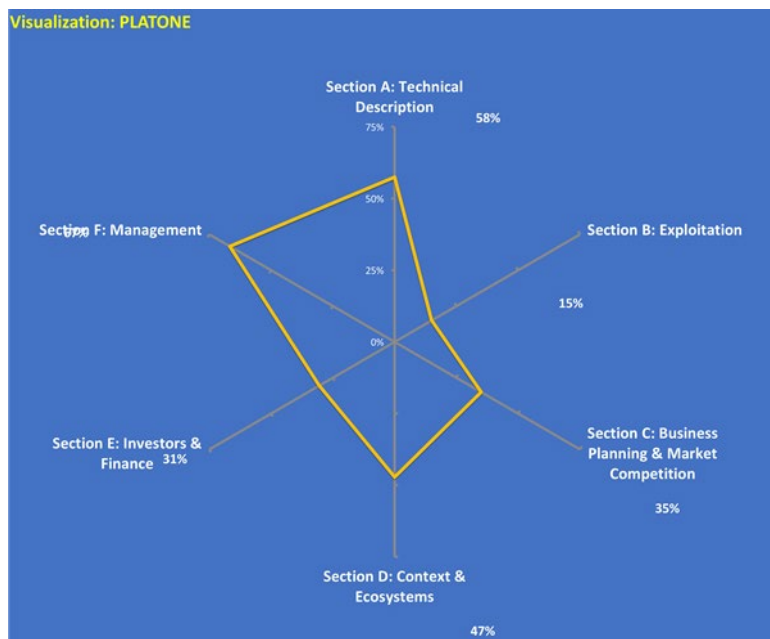 Visualization: PLATONE
Section A: Technical
Description
58%
75%
50%
25%
0%
Section B: Exploitation
15%
Section C: Business
Planning & Market
Competition
35%
Section D: Context &
Ecosystems
47%
Section E: Investors &
Finance
31%
Section F: Management